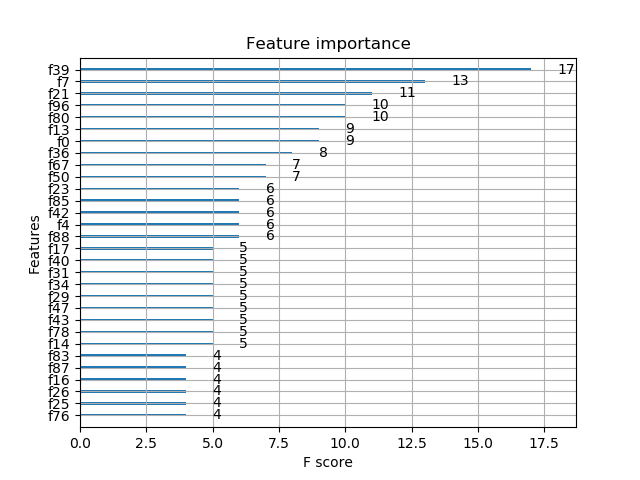 Feature importance
f39 17
f7 13
f21 11
f96 10
f80 10
f13 9
f0 9
f36 8
f67 7
f50 7
f23 6
f85 6
f42 6
f4 6
f88 6
f17 5
f40 5
f31 5
f34 5
f29 5
f47 5
f43 5
f78 5
f14 5
f83 4
f87 4
f16 4
f26 4
f25 4
f76 4
Features
0.0 2.5 5.0 7.5 10.0 12.5 15.0 17.5
F score